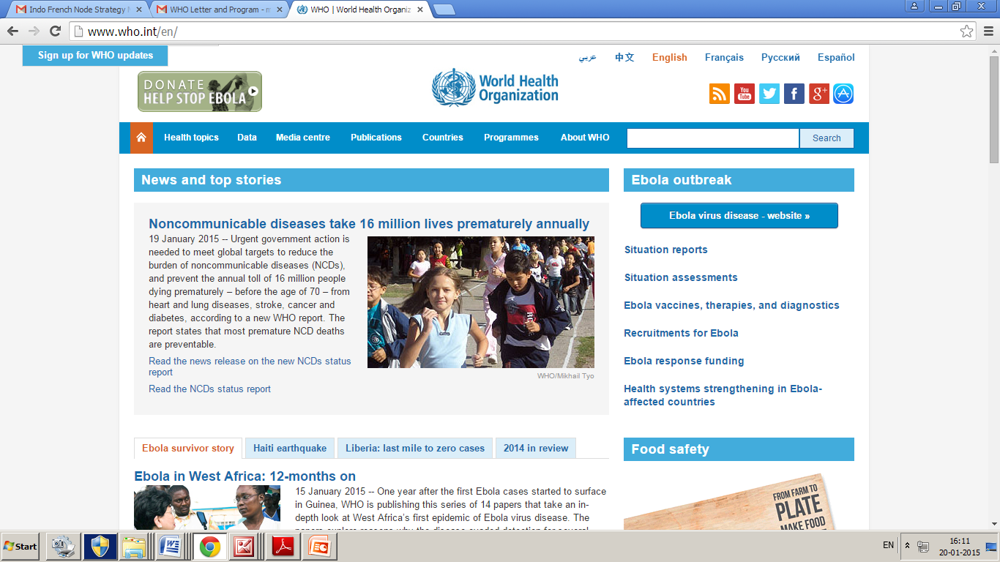 Indo French Node Strategy
WHO Letter and Program - m
WHO | World Health Organiz
www.who.int/en/
Sign up for WHO updates
عربي
中文
English
Français
Русский
Español
DONATE
HELP STOP EBOLA
World Health
Organization
You
Tube
Health topics
Data
Media centre
Publications
Countries
Programmes
About WHO
Search
News and top stories
Noncommunicable diseases take 16 million lives prematurely annually
19 January 2015 -- Urgent government action is
needed to meet global targets to reduce the
burden of noncommunicable diseases (NCDs),
and prevent the annual toll of 16 million people
dying prematurely – before the age of 70 – from
heart and lung diseases, stroke, cancer and
diabetes, according to a new WHO report. The
report states that most premature NCD deaths
are preventable.
Read the news release on the new NCDs status
report
Read the NCDs status report
WHO/Mikhail Tyo
Ebola outbreak
Ebola virus disease - website »
Situation reports
Situation assessments
Ebola vaccines, therapies, and diagnostics
Recruitments for Ebola
Ebola response funding
Health systems strengthening in Ebola-
affected countries
Ebola survivor story
Haiti earthquake
Liberia: last mile to zero cases
2014 in review
Ebola in West Africa: 12-months on
15 January 2015 -- One year after the first Ebola cases started to surface
in Guinea, WHO is publishing this series of 14 papers that take an in-
depth look at West Africa's first epidemic of Ebola virus disease. The
papers explore reasons why the disease evaded detection for several
Food safety
FROM FARM TO
PLATE
MAKE FOOD
Start
EN
16:11
20-01-2015